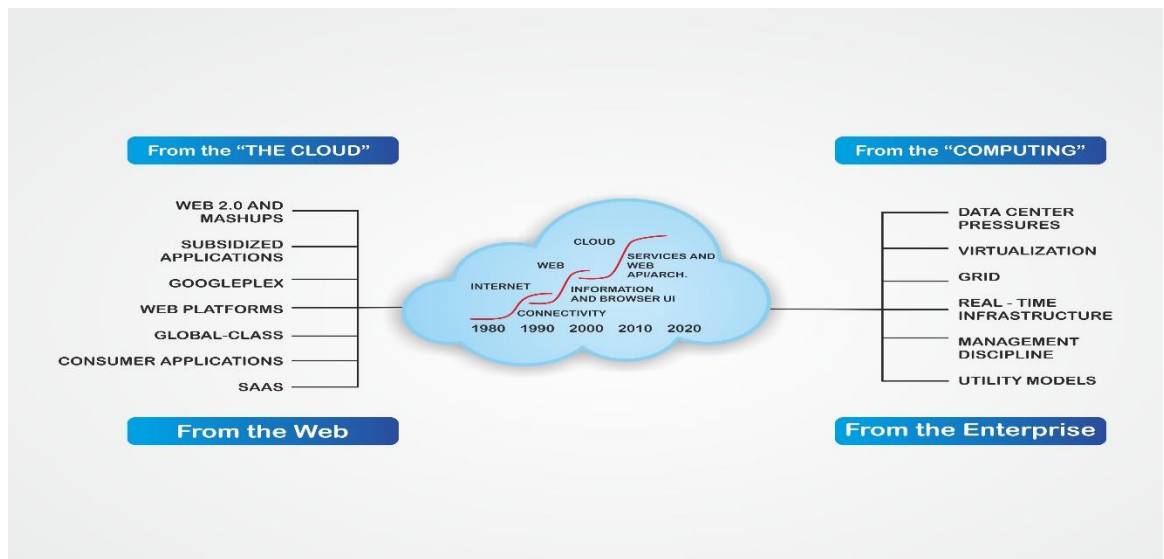 From the “THE CLOUD”
WEB 2.0 AND
MASHUPS
SUBSIDIZED
APPLICATIONS
GOOGLEPLEX
WEB PLATFORMS
GLOBAL-CLASS
CONSUMER APPLICATIONS
SAAS
From the Web
CLOUD
SERVICES AND
WEB
API/ARCH.
WEB
INFORMATION
AND BROWSER UI
INTERNET
CONNECTIVITY
1980 1990 2000 2010 2020
From the “COMPUTING”
DATA CENTER
PRESSURES
VIRTUALIZATION
GRID
REAL - TIME
INFRASTRUCTURE
MANAGEMENT
DISCIPLINE
UTILITY MODELS
From the Enterprise